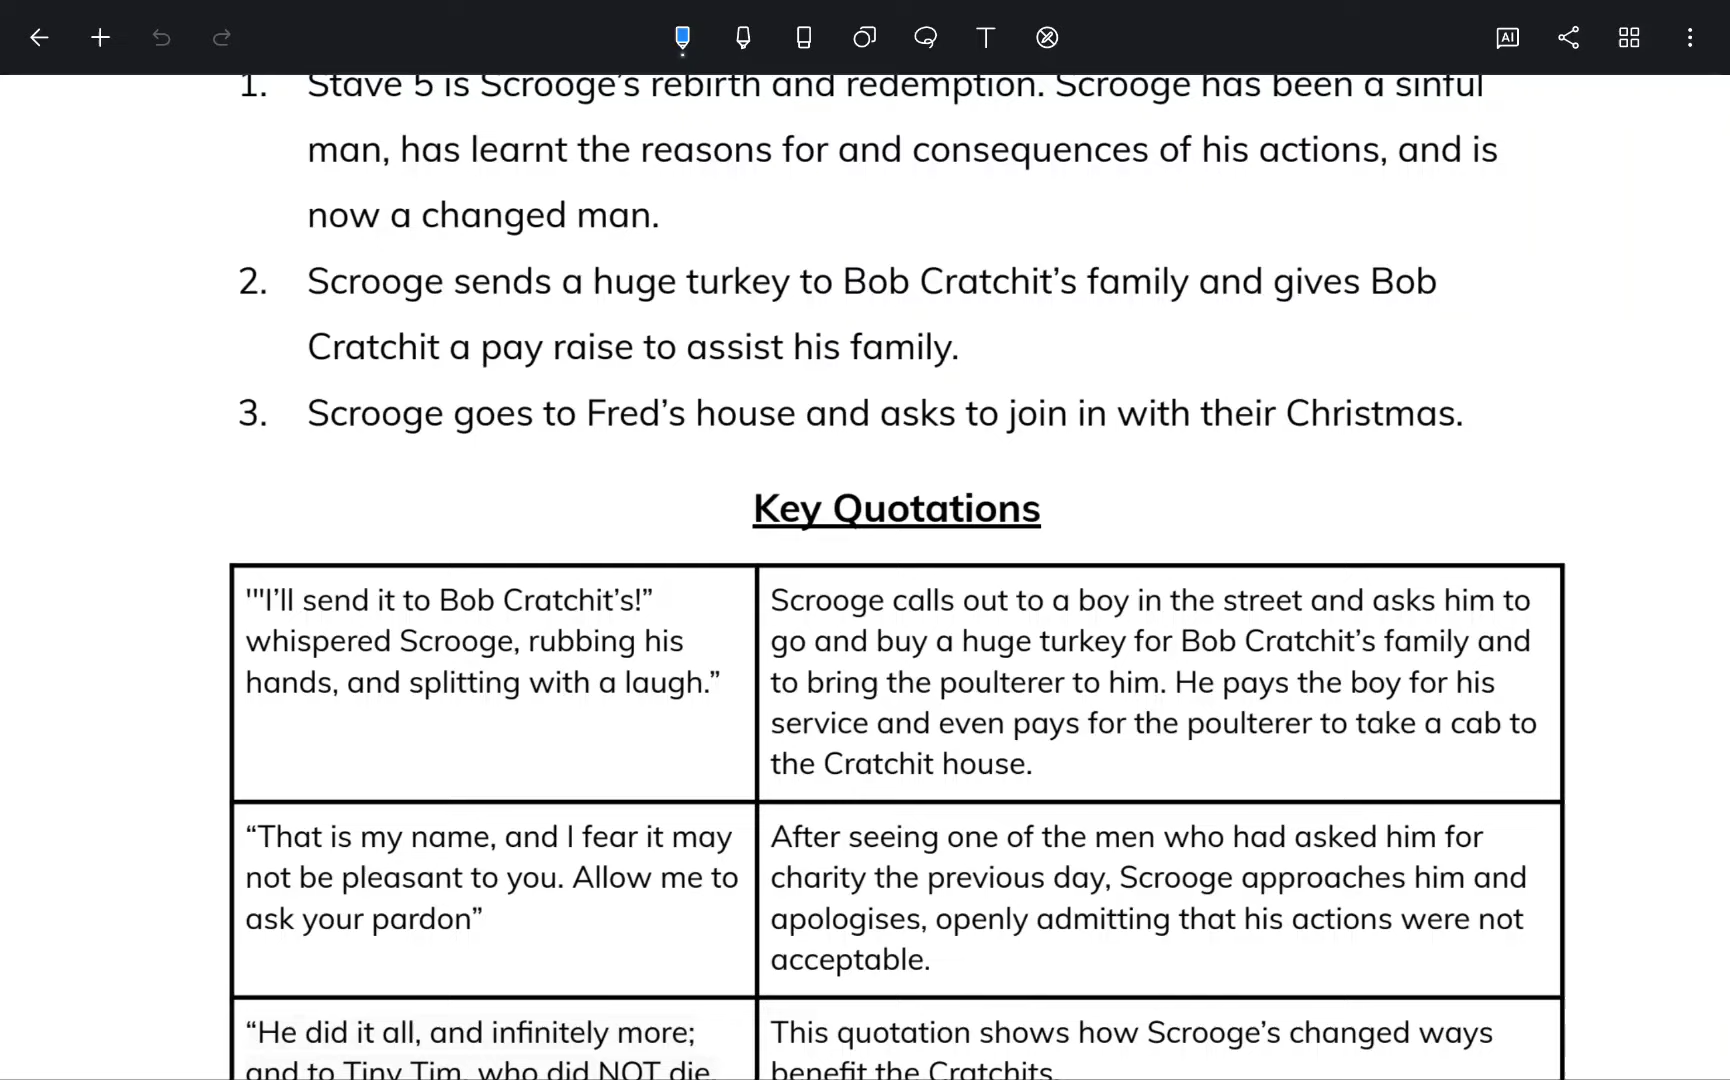 AI
T
1. Stave 5 is Scrooge’s rebirth and redemption. Scrooge has been a sinful
man, has learnt the reasons for and consequences of his actions, and is
now a changed man.
2. Scrooge sends a huge turkey to Bob Cratchit’s family and gives Bob
Cratchit a pay raise to assist his family.
3. Scrooge goes to Fred’s house and asks to join in with their Christmas.
Key Quotations
'"I’ll send it to Bob Cratchit’s!”
whispered Scrooge, rubbing his
hands, and splitting with a laugh.”
Scrooge calls out to a boy in the street and asks him to
go and buy a huge turkey for Bob Cratchit’s family and
to bring the poulterer to him. He pays the boy for his
service and even pays for the poulterer to take a cab to
the Cratchit house.
“That is my name, and I fear it may
not be pleasant to you. Allow me to
ask your pardon”
After seeing one of the men who had asked him for
charity the previous day, Scrooge approaches him and
apologises, openly admitting that his actions were not
acceptable.
“He did it all, and infinitely more;
and to Tiny Tim, who did NOT die,
This quotation shows how Scrooge’s changed ways
benefit the Cratchits.